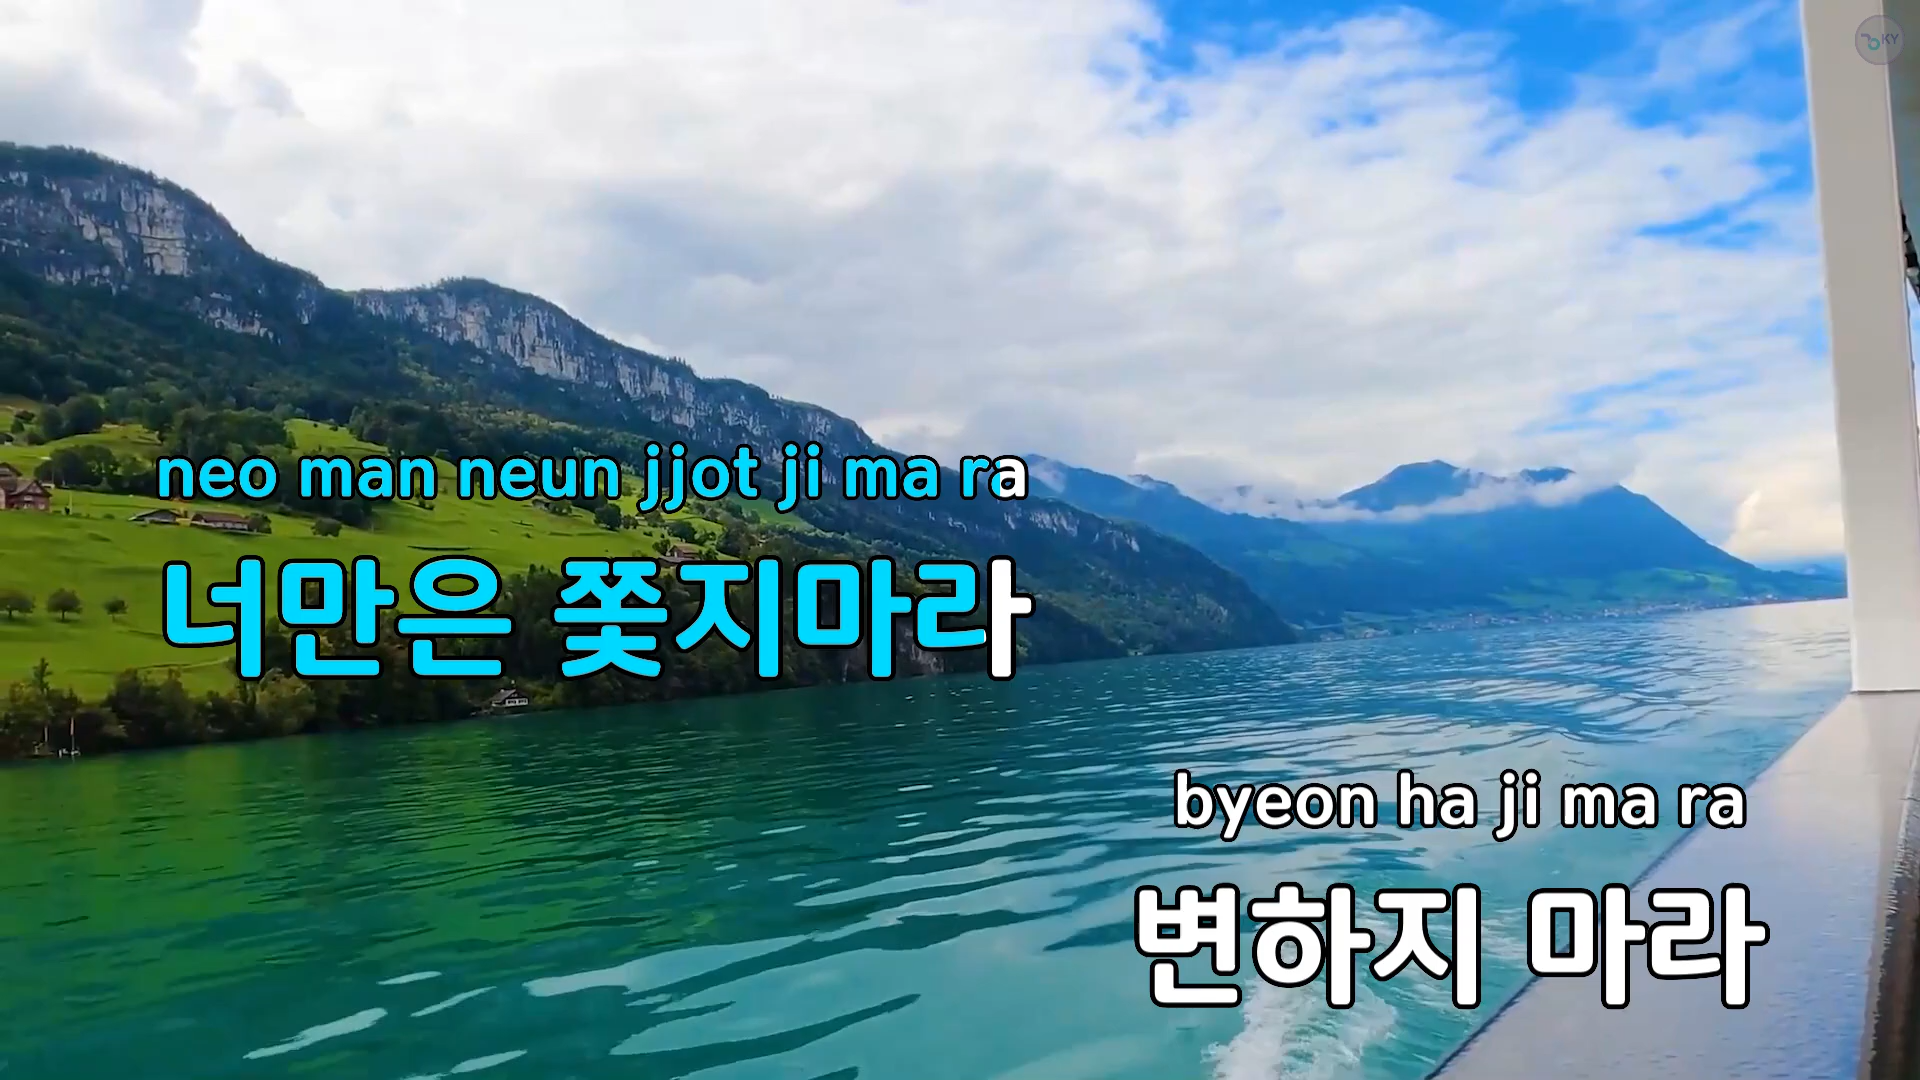 neo man neun jjot ji ma ra
너만은 쫓지마라
byeon ha ji ma ra
변하지 마라
KY